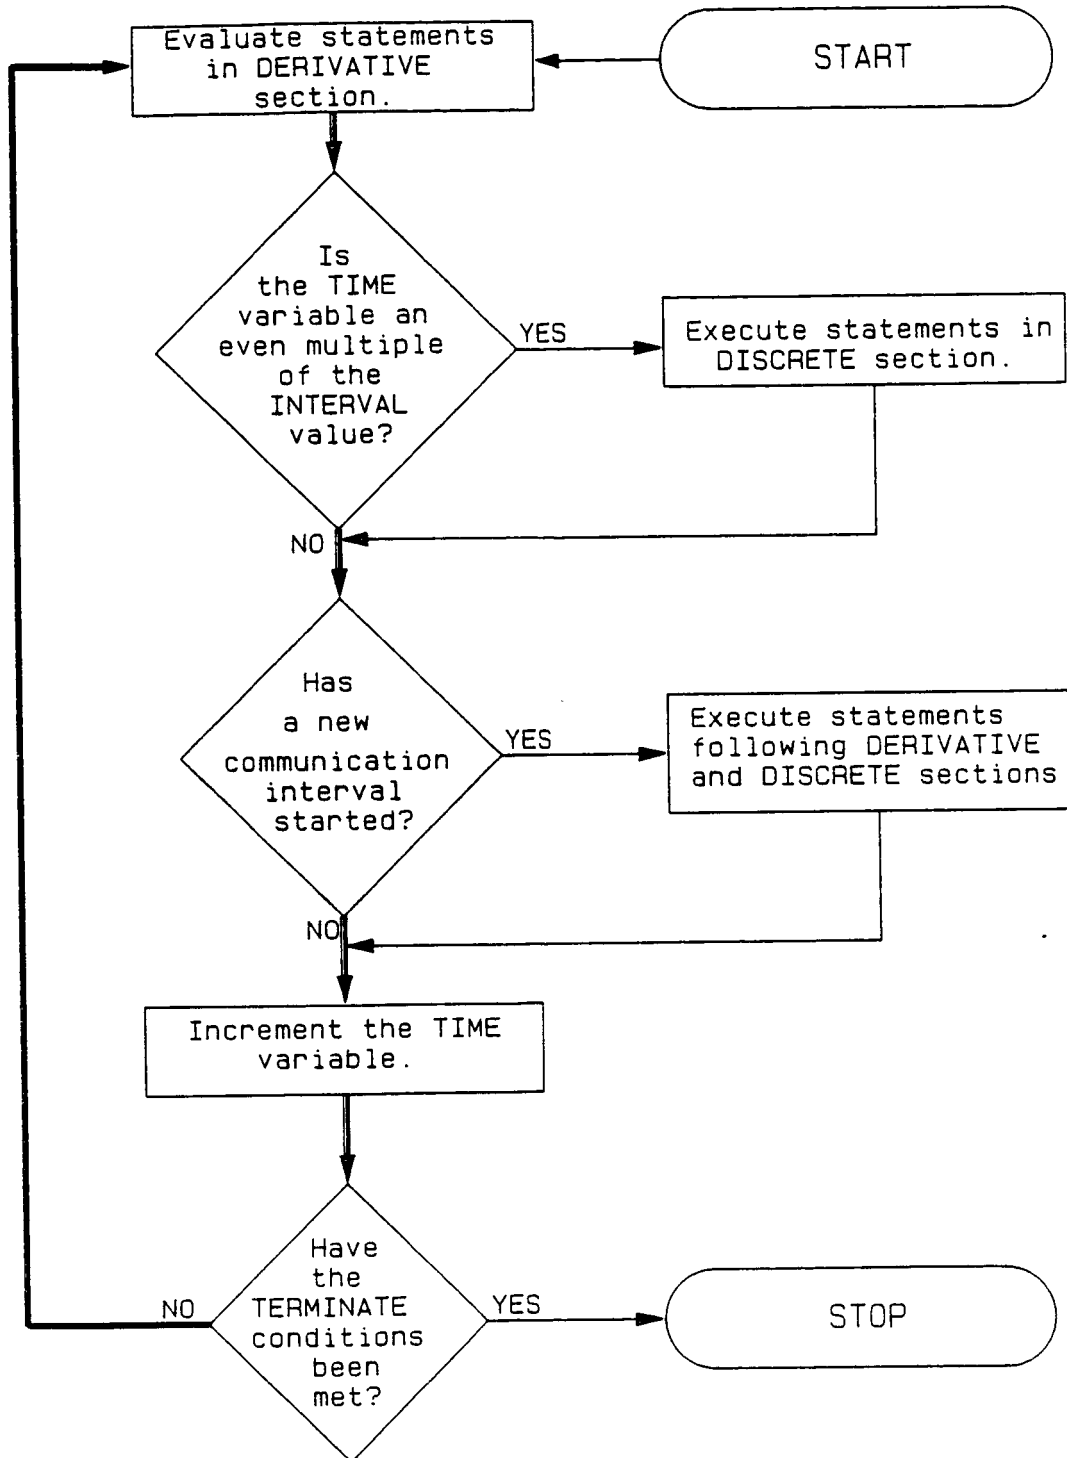 START
Evaluate statements
in DERIVATIVE
section.
Is
the TIME
variable an
even multiple
of the
INTERVAL
value?
YES
Execute statements in
DISCRETE section.
NO
Has
a new
communication
interval
started?
YES
Execute statements
following DERIVATIVE
and DISCRETE sections
NO
Increment the TIME
variable.
Have
the
TERMINATE
conditions
been
met?
NO
YES
STOP